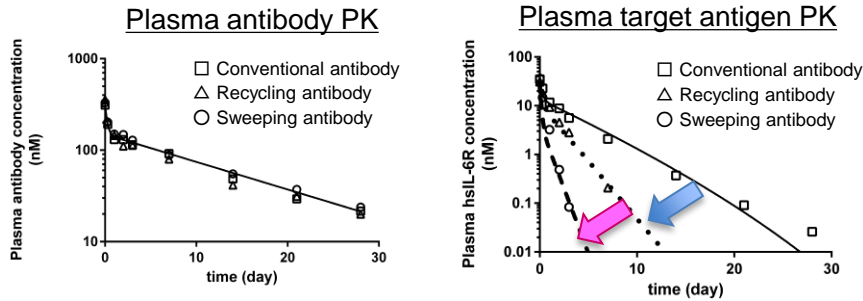 Plasma antibody PK
Plasma antibody concentration
(nM)
1000
100
10
0
10
20
30
time (day)
Conventional antibody
Recycling antibody
Sweeping antibody
Plasma target antigen PK
Plasma hsIL-6R concentration
(nM)
100
10
1
0.1
0.01
0
10
20
30
time (day)
Conventional antibody
Recycling antibody
Sweeping antibody